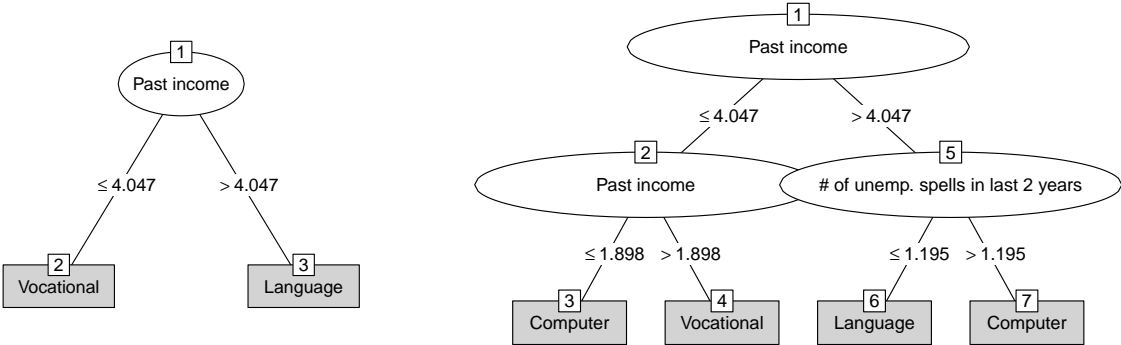 1
Past income
≤ 4.047
> 4.047
2
Vocational
3
Language
1
Past income
≤ 4.047
> 4.047
2
Past income
5
# of unemp. spells in last 2 years
≤ 1.898
> 1.898
≤ 1.195
> 1.195
3
Computer
4
Vocational
6
Language
7
Computer